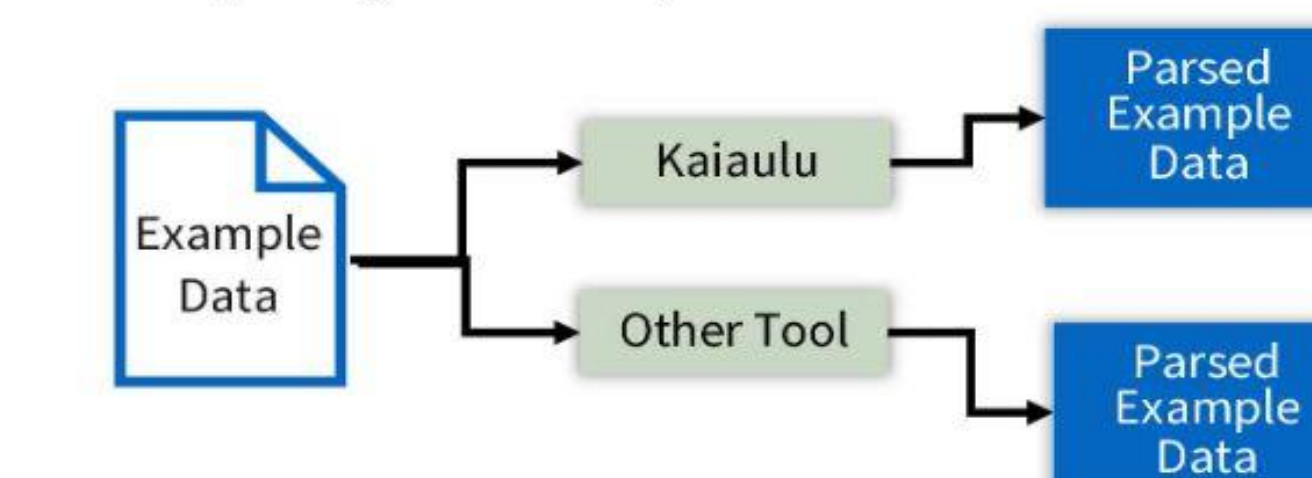 Example
Data
Kaiaulu
Other Tool
Parsed
Example
Data
Parsed
Example
Data